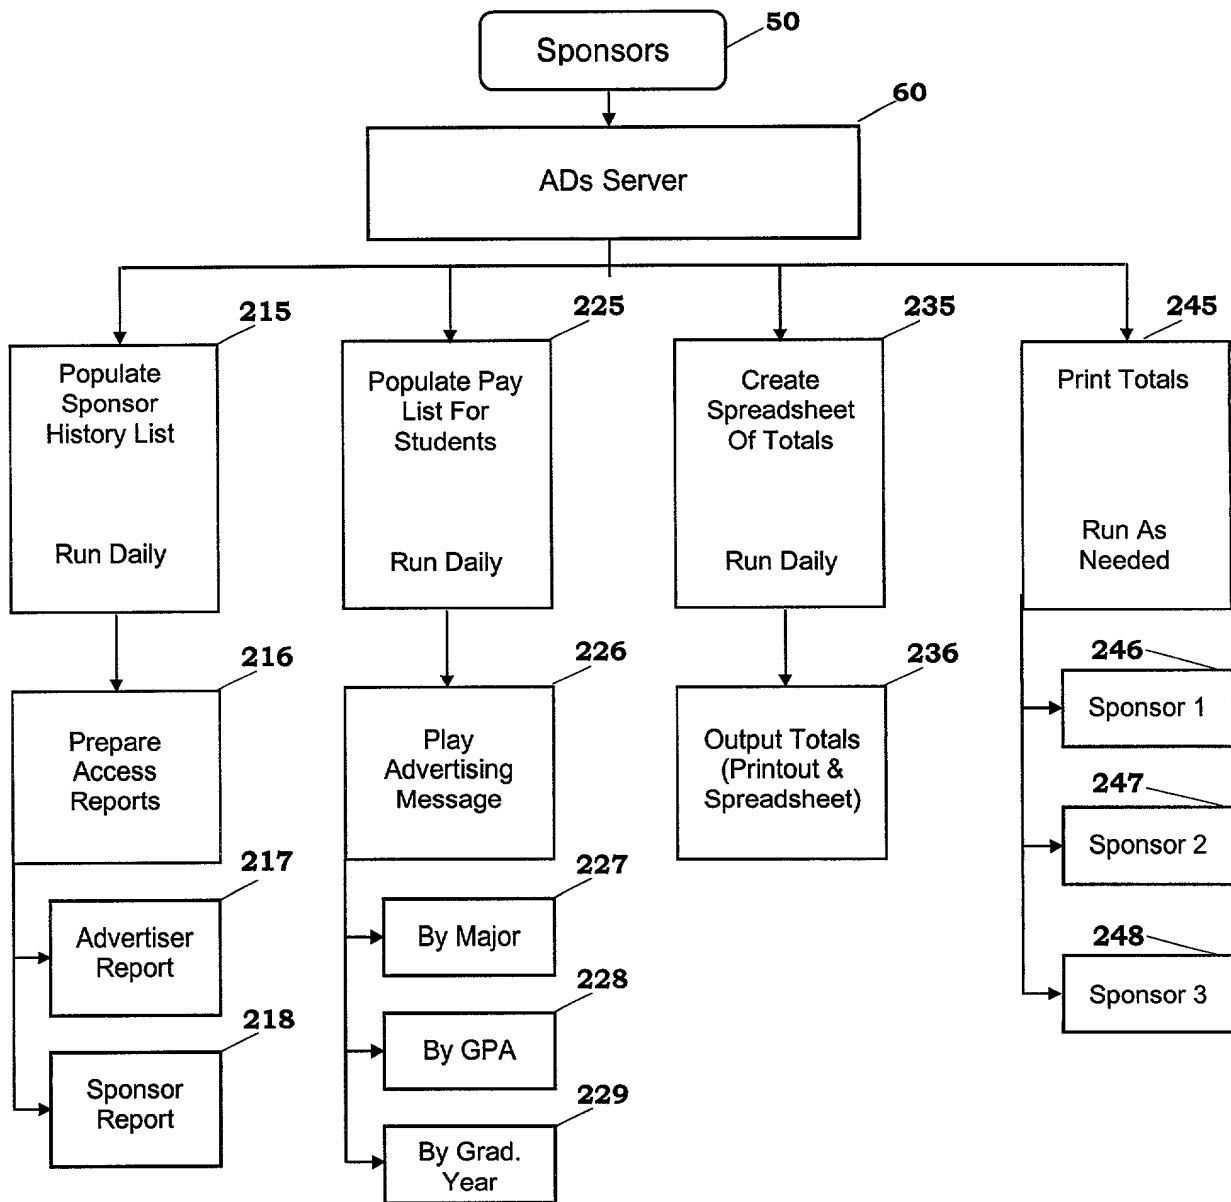 50
Sponsors
60
ADs Server
215
Populate
Sponsor
History List
Run Daily
225
Populate Pay
List For
Students
Run Daily
235
Create
Spreadsheet
Of Totals
Run Daily
245
Print Totals
Run As
Needed
216
Prepare
Access
Reports
217
Advertiser
Report
218
Sponsor
Report
226
Play
Advertising
Message
227
By Major
228
By GPA
229
By Grad.
Year
236
Output Totals
(Printout &
Spreadsheet)
246
Sponsor 1
247
Sponsor 2
248
Sponsor 3